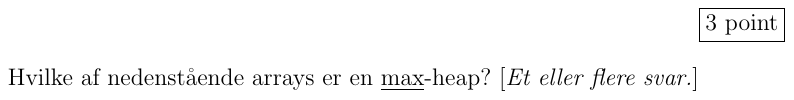 3 point
Hvilke af nedenstående arrays er en max-heap? [Et eller flere svar.]